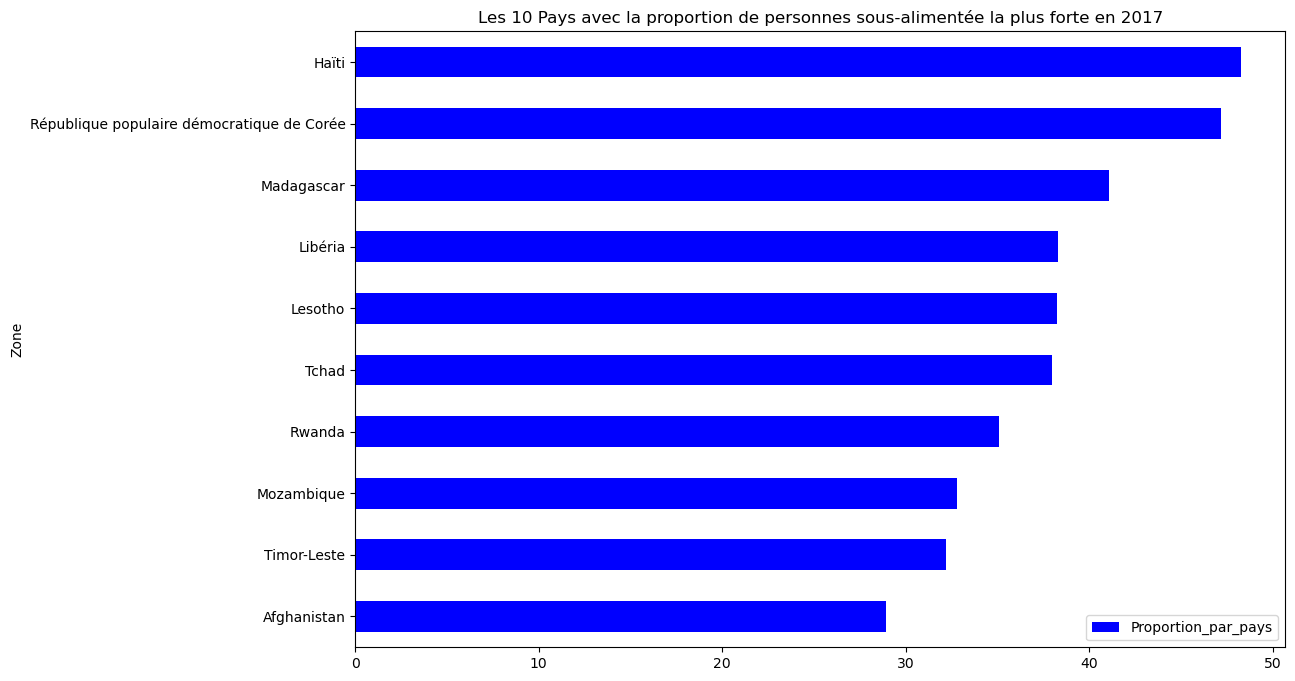 Les 10 Pays avec la proportion de personnes sous-alimentée la plus forte en 2017
Haïti
République populaire démocratique de Corée
Madagascar
Libéria
Lesotho
Tchad
Rwanda
Mozambique
Timor-Leste
Afghanistan
Zone
Proportion_par_pays
0 10 20 30 40 50